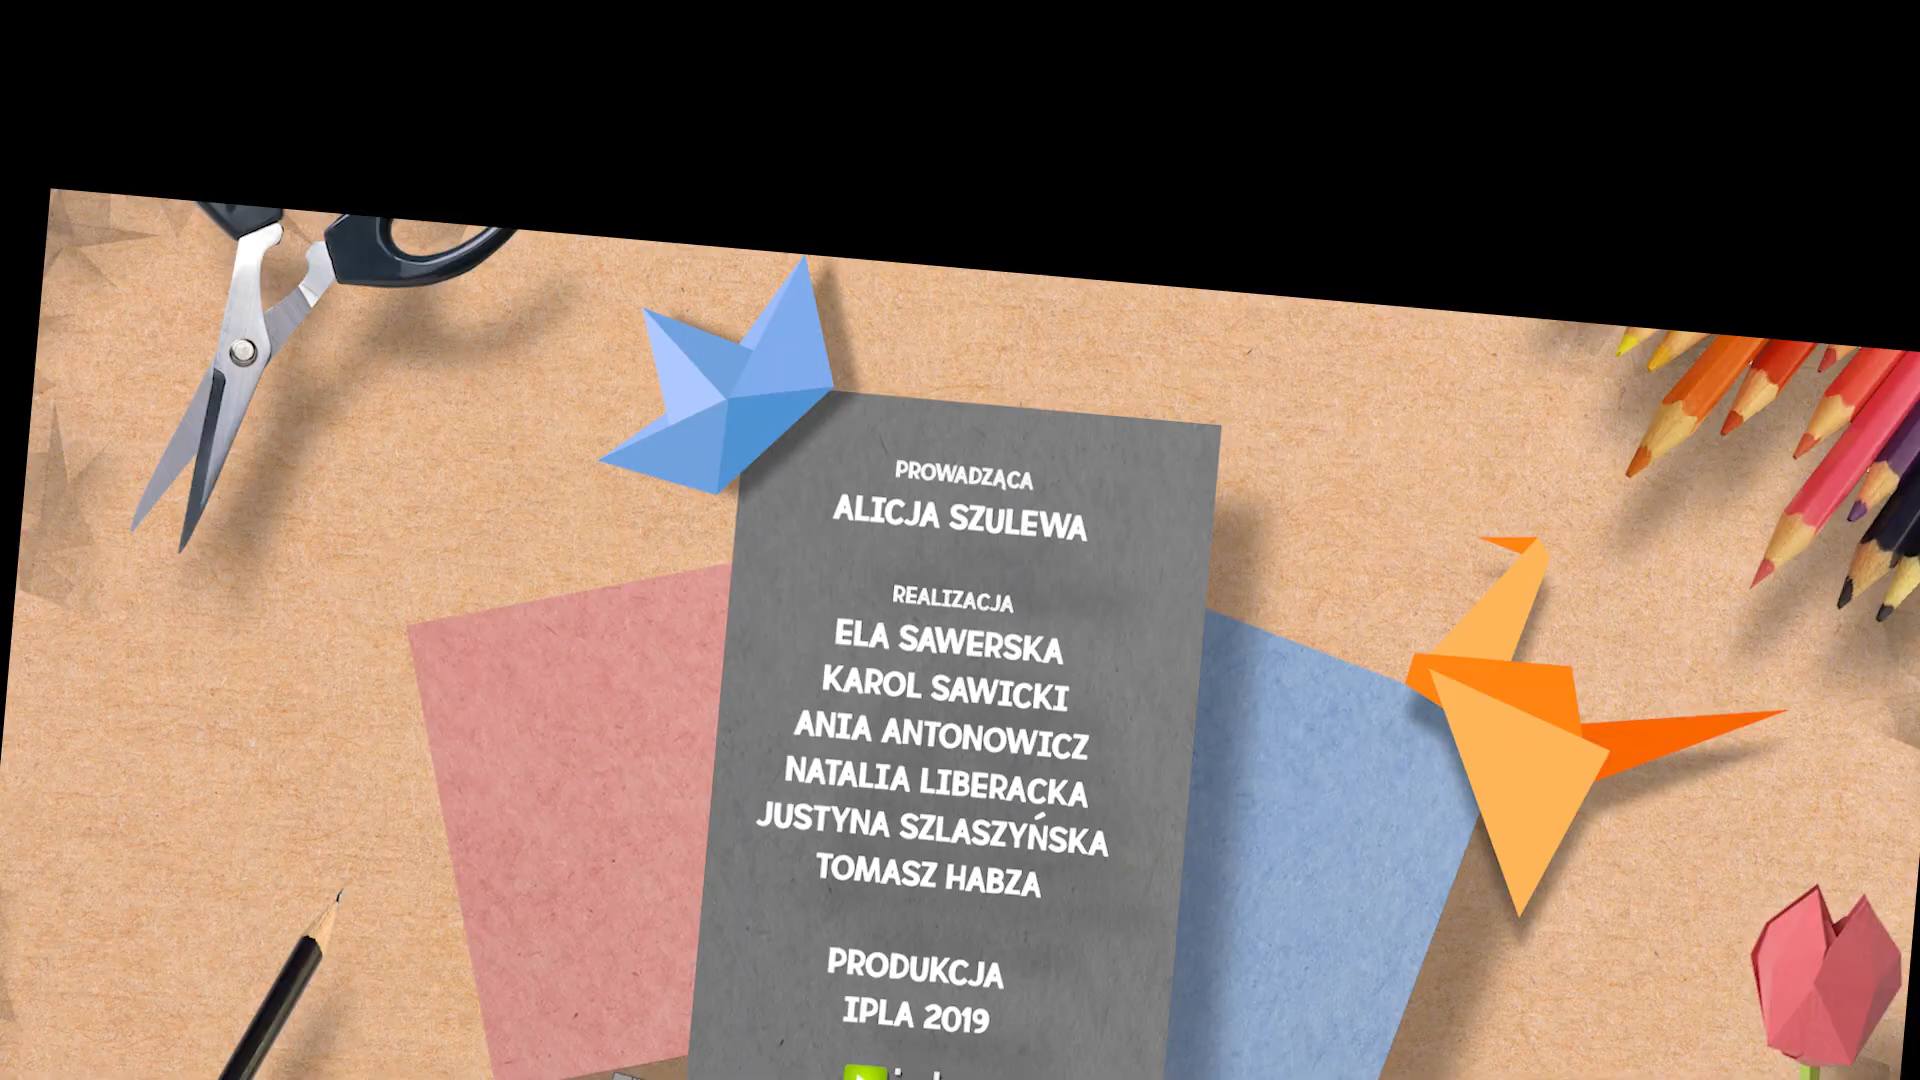 PROWADZĄCA
ALICJA SZULEWA
REALIZACJA
ELA SAWERSKA
KAROL SAWICKI
ANIA ANTONOWICZ
NATALIA LIBERACKA
JUSTYNA SZLASZYŃSKA
TOMASZ HABZA
PRODUKCJA
IPLA 2019